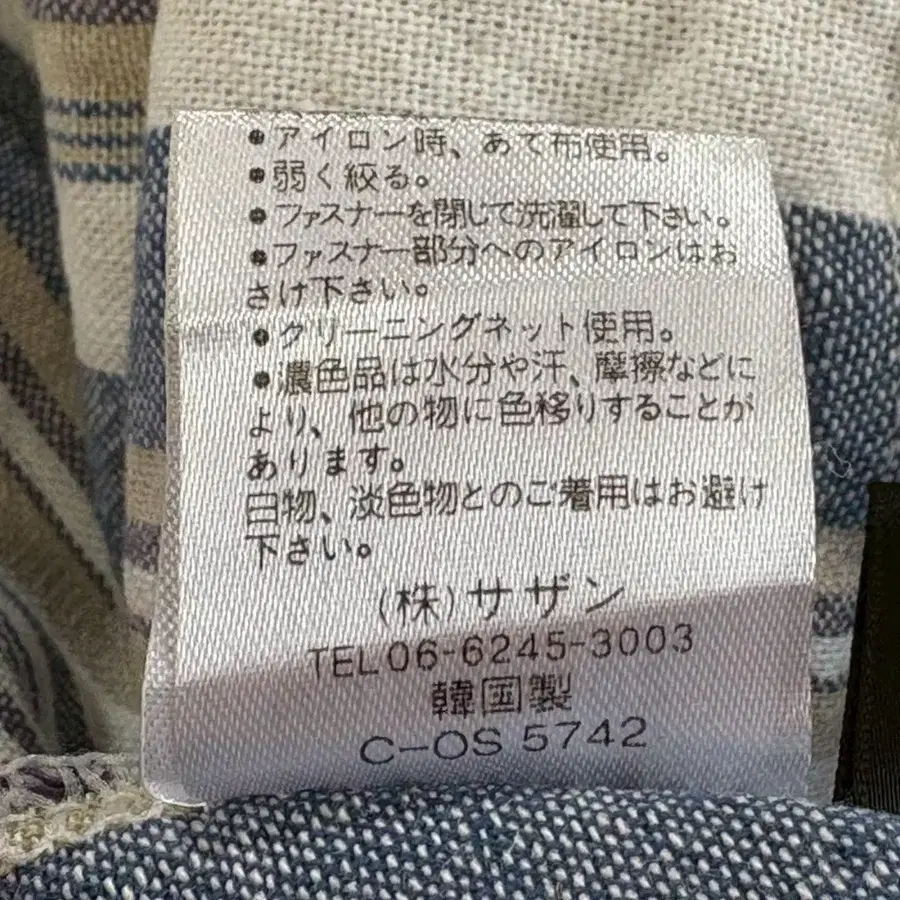 ●アイロン時、あて布使用。
●弱く絞る。
●ファスナーを閉じて洗濯して下さい。
●ファスナー部分へのアイロンはお
さけ下さい。
●クリーニングネット使用。
●濃色品は水分や汗、摩擦などに
より、他の物に色移りすることが
あります。
白物、淡色物とのご着用はお避け
下さい。
(株)サザン
TEL06-6245-3003
韓国製
C-OS 5742